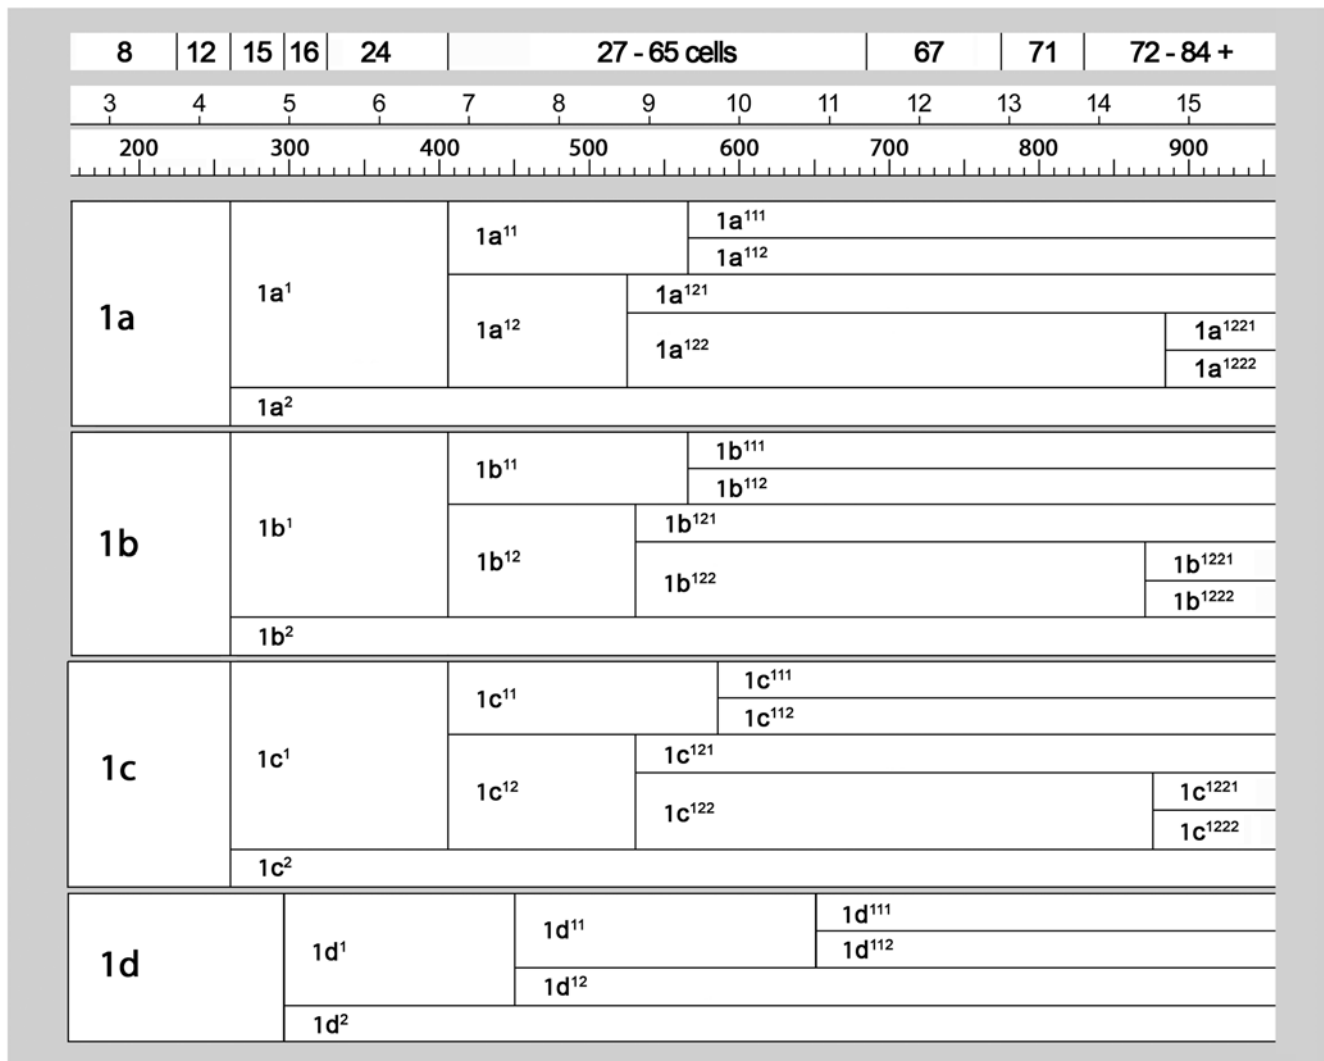 8 12 15 16 24 27 - 65 cells 67 71 72 - 84 +
3 4 5 6 7 8 9 10 11 12 13 14 15
200 300 400 500 600 700 800 900
1a
1a¹
1a¹¹
1a¹¹¹
1a¹¹²
1a¹²
1a¹²¹
1a¹²²
1a¹²²¹
1a¹²²²
1a²
1b
1b¹
1b¹¹
1b¹¹¹
1b¹¹²
1b¹²
1b¹²¹
1b¹²²
1b¹²²¹
1b¹²²²
1b²
1c
1c¹
1c¹¹
1c¹¹¹
1c¹¹²
1c¹²
1c¹²¹
1c¹²²
1c¹²²¹
1c¹²²²
1c²
1d
1d¹
1d¹¹
1d¹¹¹
1d¹¹²
1d¹²
1d²